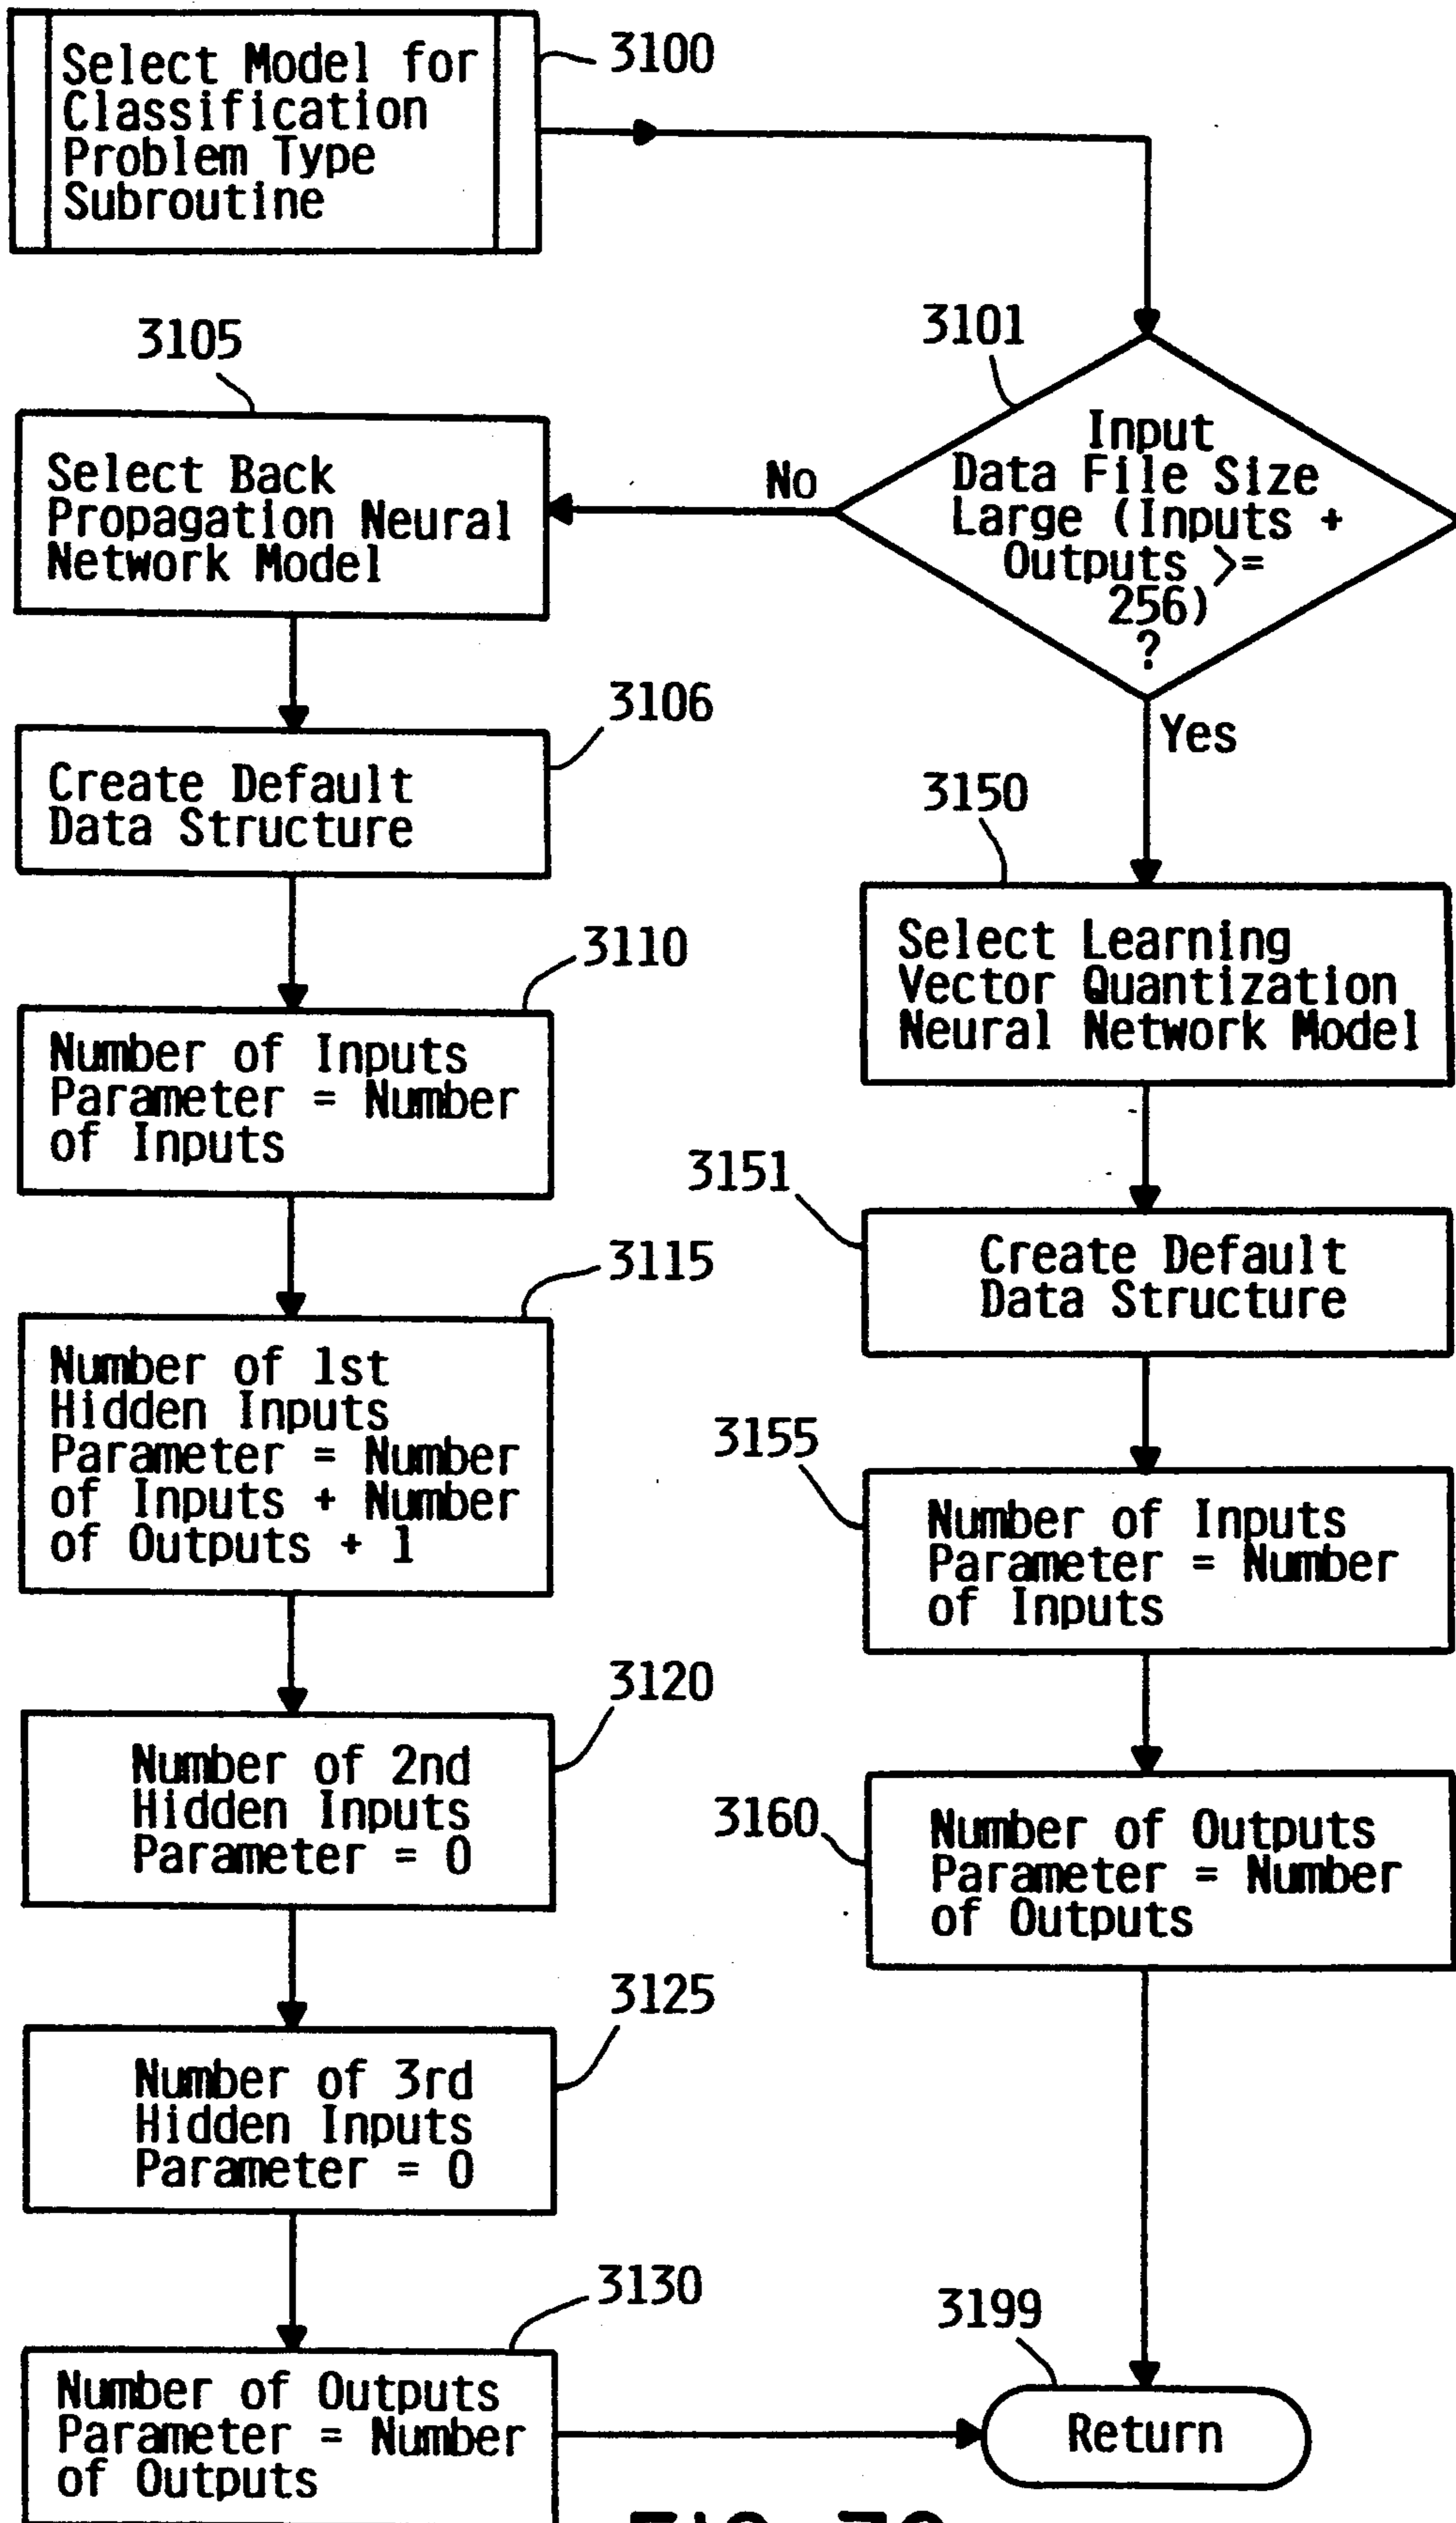 Select Model for
Classification
Problem Type
Subroutine
3100
3101
Input
Data File Size
Large (Inputs +
Outputs >=
256)
?
No
Yes
3105
Select Back
Propagation Neural
Network Model
3106
Create Default
Data Structure
3110
Number of Inputs
Parameter = Number
of Inputs
3115
Number of 1st
Hidden Inputs
Parameter = Number
of Inputs + Number
of Outputs + 1
3120
Number of 2nd
Hidden Inputs
Parameter = 0
3125
Number of 3rd
Hidden Inputs
Parameter = 0
3130
Number of Outputs
Parameter = Number
of Outputs
3150
Select Learning
Vector Quantization
Neural Network Model
3151
Create Default
Data Structure
3155
Number of Inputs
Parameter = Number
of Inputs
3160
Number of Outputs
Parameter = Number
of Outputs
3199
Return